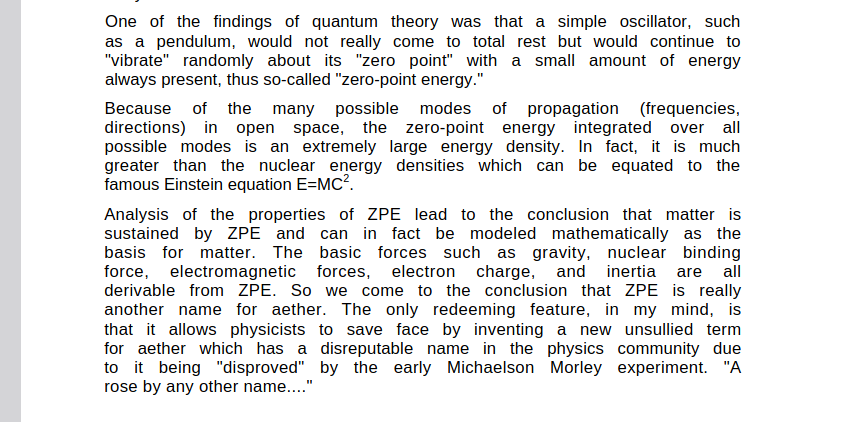 One of the findings of quantum theory was that a simple oscillator, such
as a pendulum, would not really come to total rest but would continue to
"vibrate" randomly about its "zero point" with a small amount of energy
always present, thus so-called "zero-point energy."
Because of the many possible modes of propagation (frequencies,
directions) in open space, the zero-point energy integrated over all
possible modes is an extremely large energy density. In fact, it is much
greater than the nuclear energy densities which can be equated to the
famous Einstein equation E=MC².
Analysis of the properties of ZPE lead to the conclusion that matter is
sustained by ZPE and can in fact be modeled mathematically as the
basis for matter. The basic forces such as gravity, nuclear binding
force, electromagnetic forces, electron charge, and inertia are all
derivable from ZPE. So we come to the conclusion that ZPE is really
another name for aether. The only redeeming feature, in my mind, is
that it allows physicists to save face by inventing a new unsullied term
for aether which has a disreputable name in the physics community due
to it being "disproved" by the early Michaelson Morley experiment. "A
rose by any other name...."